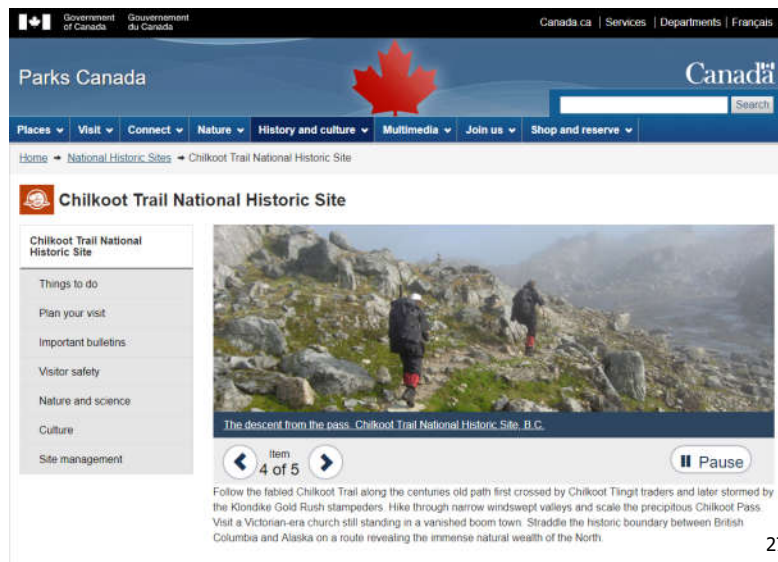 Government of Canada
Gouvernement du Canada
Canada.ca | Services | Departments | Français
Parks Canada
Canada
Search
Places Visit Connect Nature History and culture Multimedia Join us Shop and reserve
Home → National Historic Sites → Chilkoot Trail National Historic Site
Chilkoot Trail National Historic Site
Chilkoot Trail National
Historic Site
Things to do
Plan your visit
Important bulletins
Visitor safety
Nature and science
Culture
Site management
The descent from the pass. Chilkoot Trail National Historic Site, B.C.
Item
4 of 5
Pause
Follow the fabled Chilkoot Trail along the centuries old path first crossed by Chilkoot Tlingit traders and later stormed by
the Klondike Gold Rush stampeders. Hike through narrow windswept valleys and scale the precipitous Chilkoot Pass
Visit a Victorian-era church still standing in a vanished boom town. Straddle the historic boundary between British
Columbia and Alaska on a route revealing the immense natural wealth of the North.